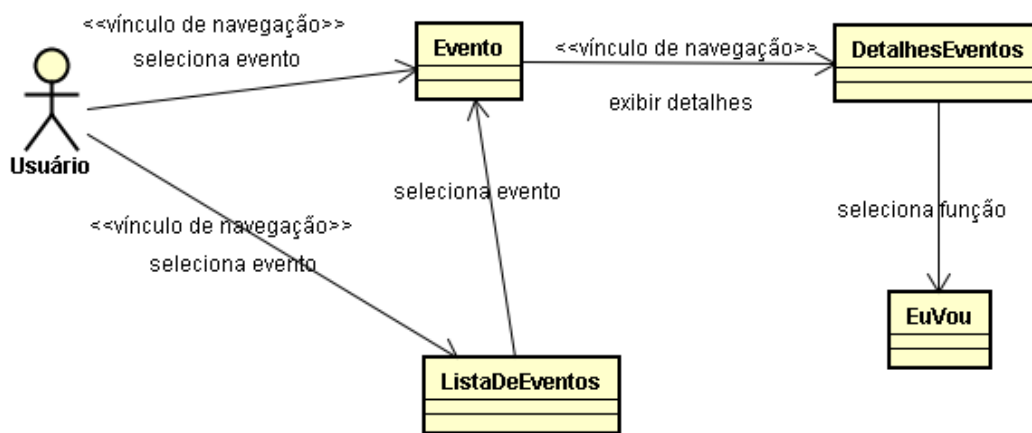 <<vínculo de navegação>>
seleciona evento
Usuário
Evento
<<vínculo de navegação>>
exibir detalhes
DetalhesEventos
seleciona evento
<<vínculo de navegação>>
seleciona evento
seleciona função
EuVou
ListaDeEventos